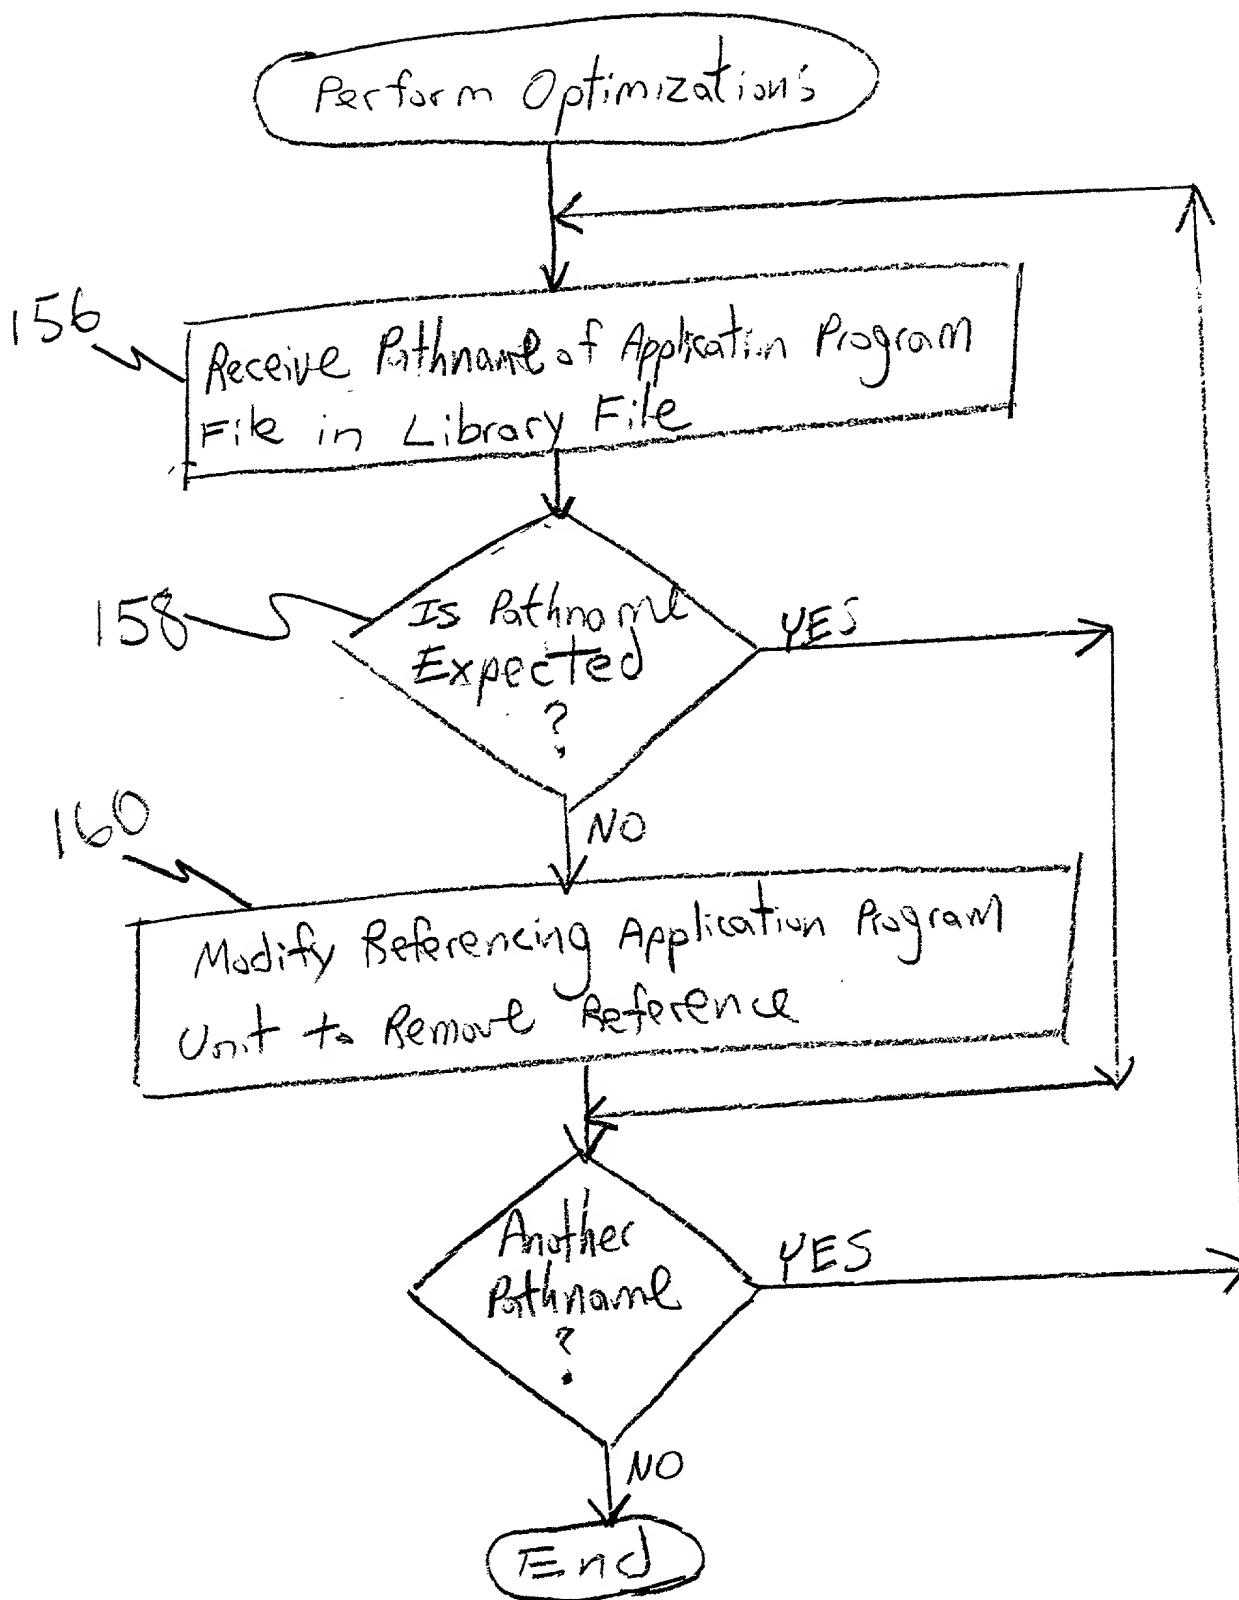 Perform Optimizations
156
Receive Pathname of Application Program
File in Library File
158
Is Pathname
Expected
?
YES
NO
160
Modify Referencing Application Program
Unit to Remove Reference
Another
Pathname
?
YES
NO
End